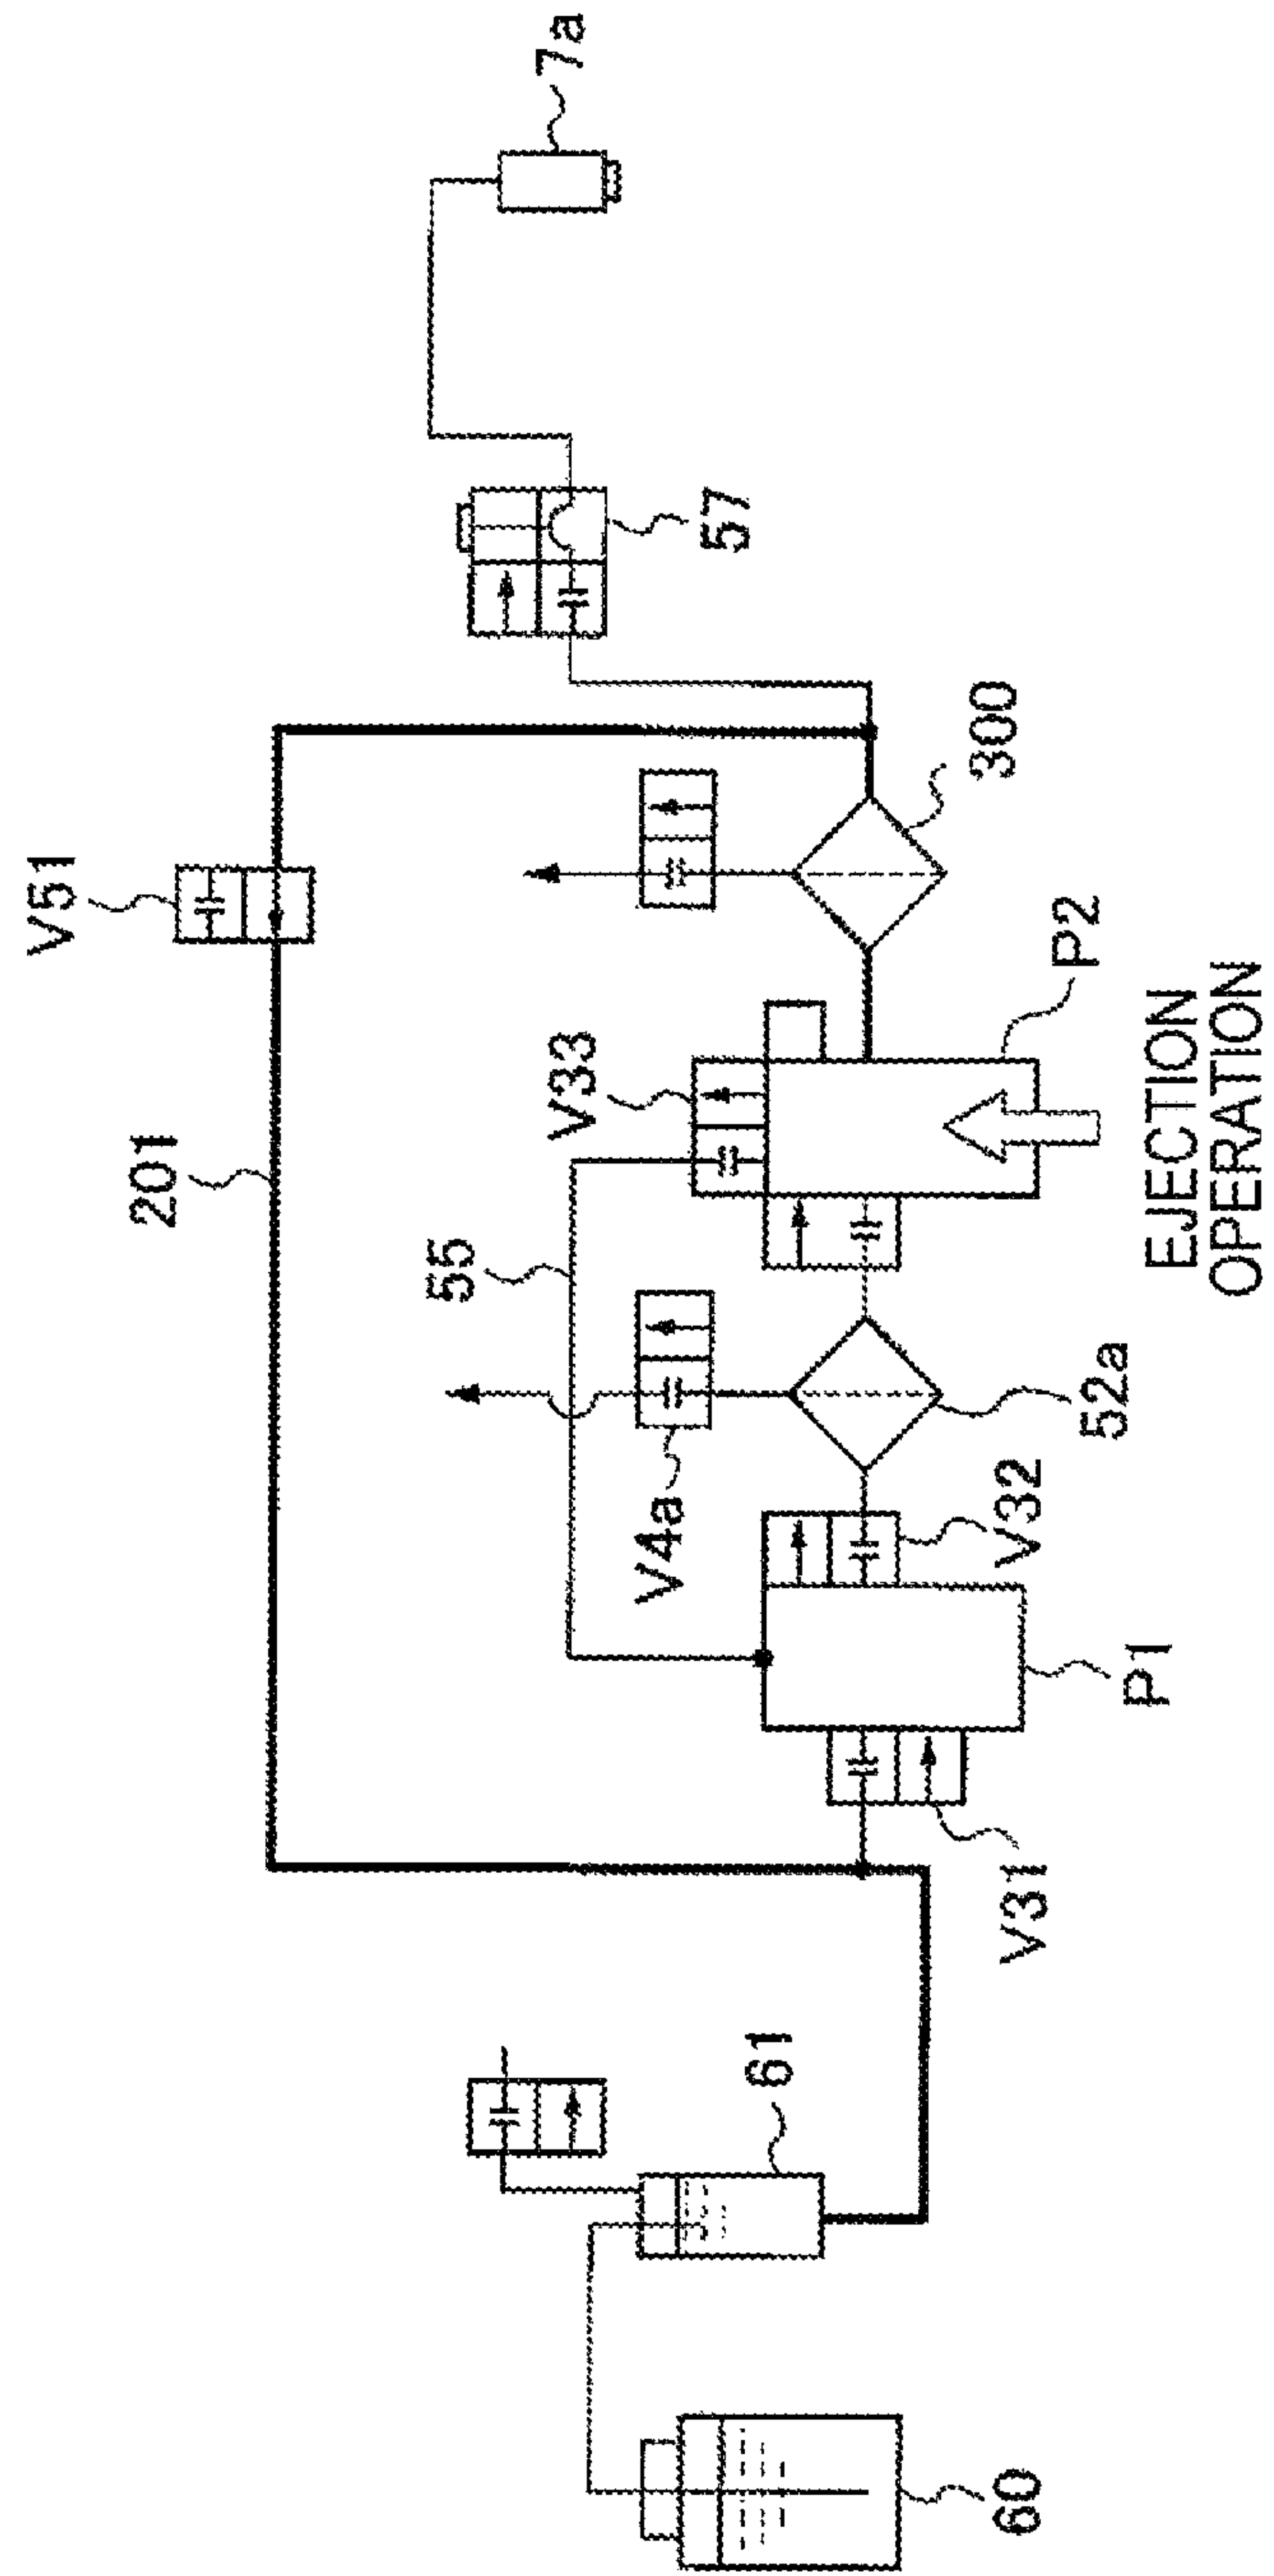 V51
201
7a
57
300
55
V33
P2
V4a
52a
V32
P1
V31
61
60
EJECTION
OPERATION